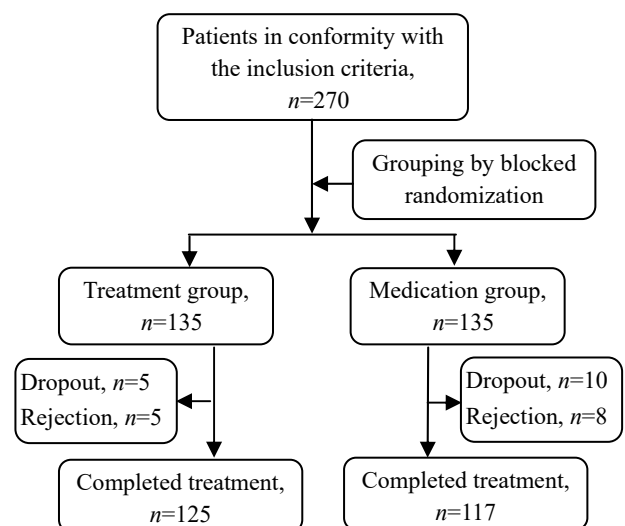 Patients in conformity with
the inclusion criteria,
n=270
Grouping by blocked
randomization
Treatment group,
n=135
Medication group,
n=135
Dropout, n=5
Rejection, n=5
Dropout, n=10
Rejection, n=8
Completed treatment,
n=125
Completed treatment,
n=117